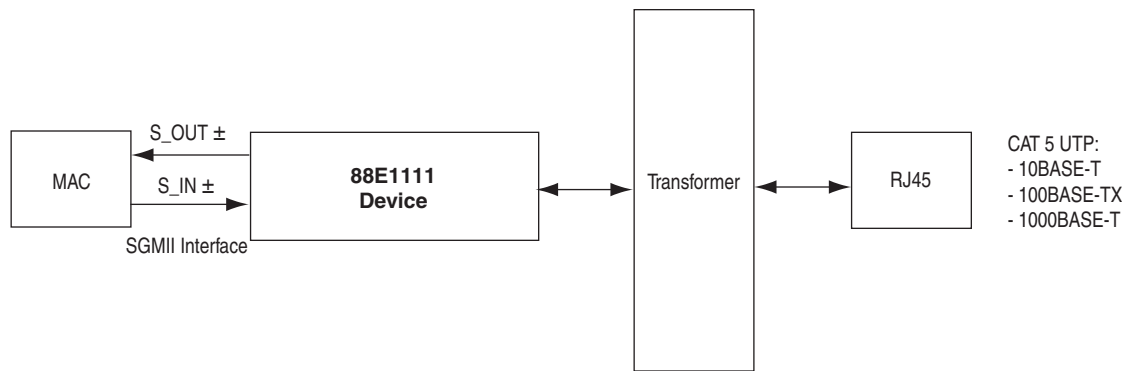 MAC
S_OUT ±
S_IN ±
SGMII Interface
88E1111
Device
Transformer
RJ45
CAT 5 UTP:
- 10BASE-T
- 100BASE-TX
- 1000BASE-T